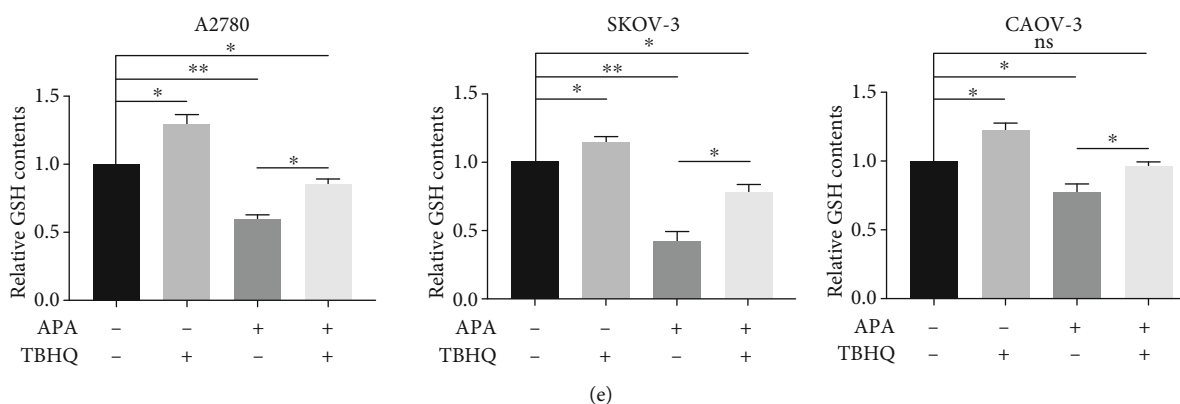 A2780
*
**
*
*
Relative GSH contents
1.5
1.0
0.5
0.0
APA – – + +
TBHQ – + – +
SKOV-3
*
**
*
*
Relative GSH contents
1.5
1.0
0.5
0.0
APA – – + +
TBHQ – + – +
CAOV-3
ns
*
*
*
Relative GSH contents
1.5
1.0
0.5
0.0
APA – – + +
TBHQ – + – +
(e)